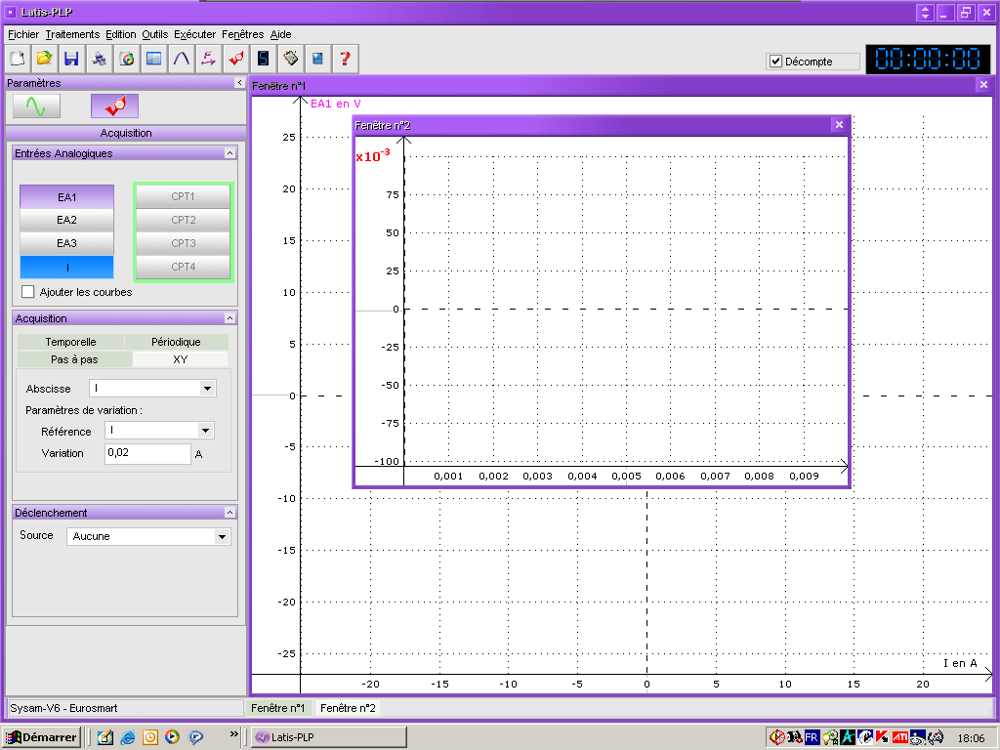 Latis-PLP
Fichier Traitements Edition Outils Exécuter Fenêtres Aide
Décompte
00:00:00
Paramètres
Acquisition
Entrées Analogiques
EA1
EA2
EA3
I
CPT1
CPT2
CPT3
CPT4
Ajouter les courbes
Acquisition
Temporelle Périodique
Pas à pas XY
Abscisse I
Paramètres de variation :
Référence I
Variation 0,02 A
Déclenchement
Source Aucune
Sysam-V6 - Eurosmart
Fenêtre n°1
EA1 en V
25
20
15
10
5
0
-5
-10
-15
-20
-25
-20 -15 -10 -5 0 5 10 15 20
I en A
Fenêtre n°2
x10-3
75
50
25
0
-25
-50
-75
-100
0,001 0,002 0,003 0,004 0,005 0,006 0,007 0,008 0,009
Fenêtre n°1 Fenêtre n°2
Démarrer
Latis-PLP
FR
ATI
18:06